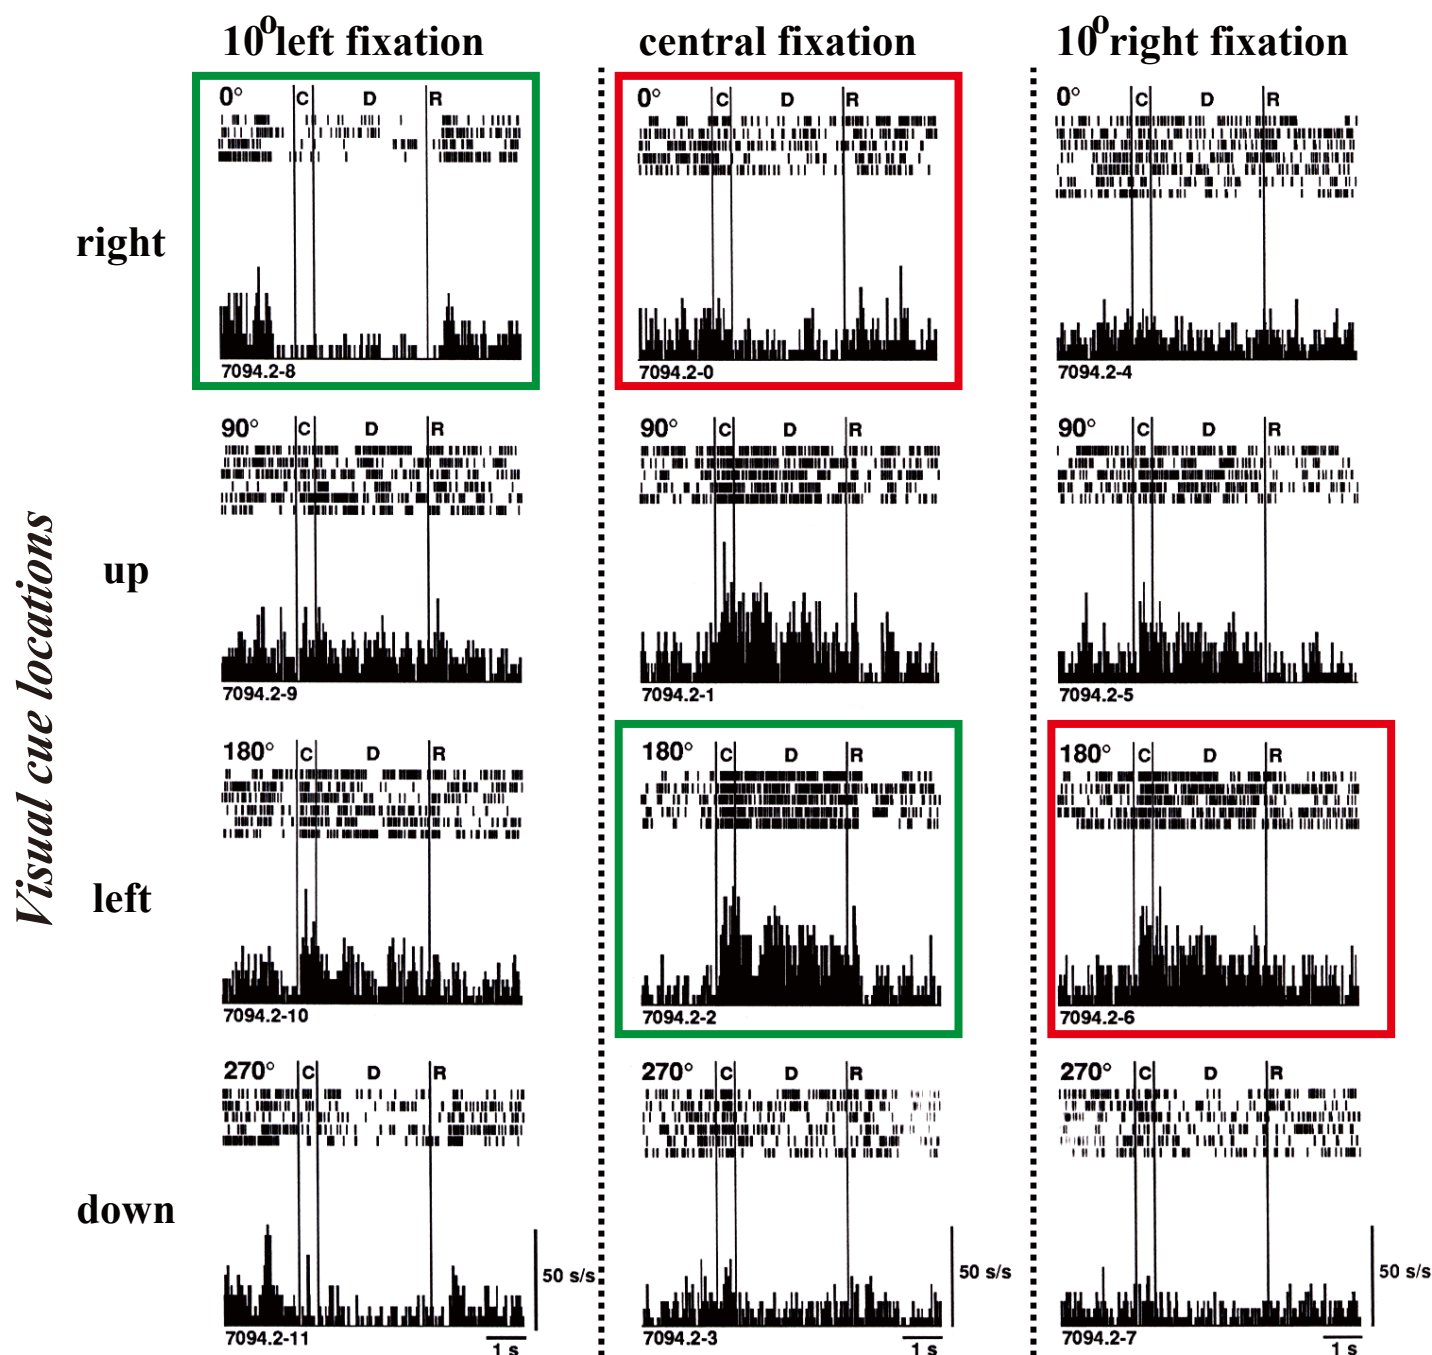 10°left fixation
central fixation
10°right fixation
Visual cue locations
right
0° C D R
7094.2-8
0° C D R
7094.2-0
0° C D R
7094.2-4
up
90° C D R
7094.2-9
90° C D R
7094.2-1
90° C D R
7094.2-5
left
180° C D R
7094.2-10
180° C D R
7094.2-2
180° C D R
7094.2-6
down
270° C D R
50 s/s
7094.2-11
1 s
270° C D R
50 s/s
7094.2-3
1 s
270° C D R
50 s/s
7094.2-7
1 s